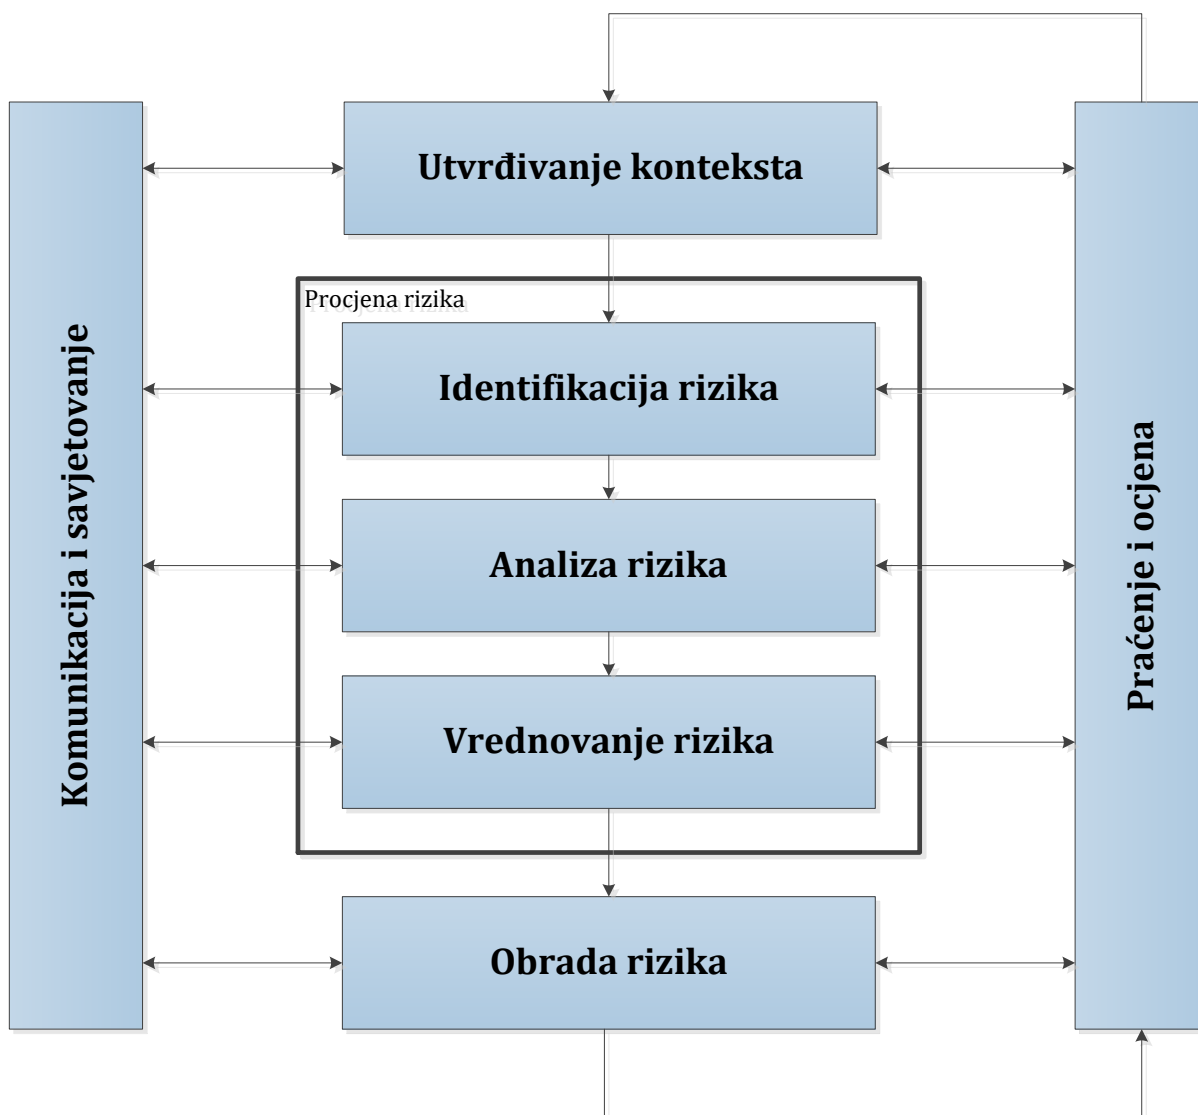 Utvrđivanje konteksta
Procjena rizika
Identifikacija rizika
Analiza rizika
Vrednovanje rizika
Obrada rizika
Komunikacija i savjetovanje
Praćenje i ocjena